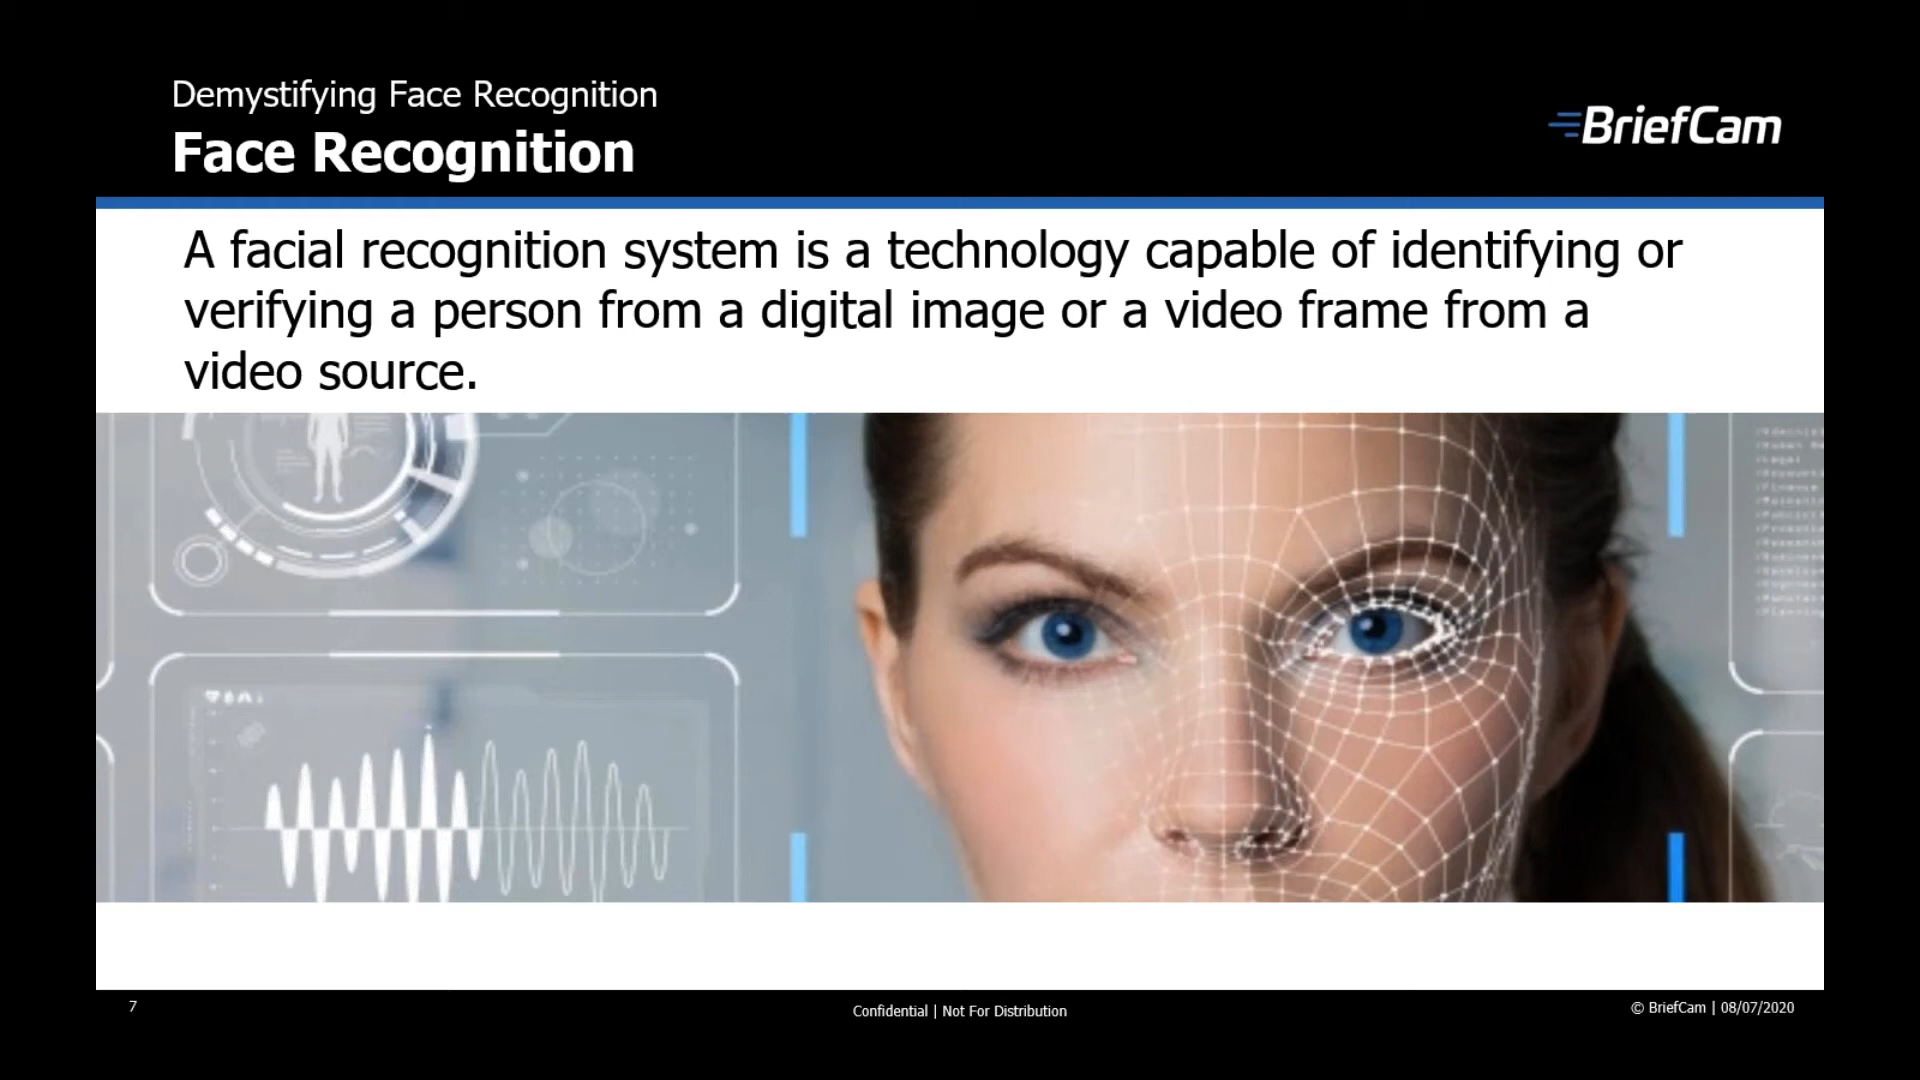 Demystifying Face Recognition
Face Recognition
BriefCam
A facial recognition system is a technology capable of identifying or
verifying a person from a digital image or a video frame from a
video source.
7
Confidential | Not For Distribution
© BriefCam | 08/07/2020